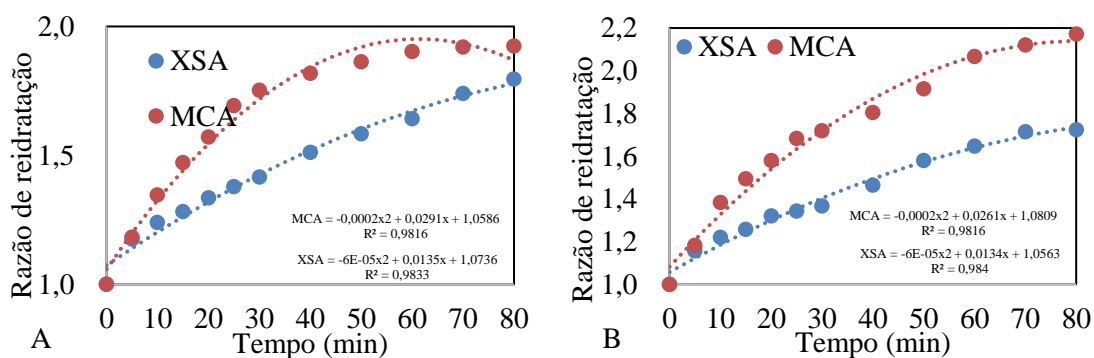 2,0
1,5
1,0
Razão de reidratação
XSA
MCA
MCA = -0,0002x2 + 0,0291x + 1,0586
R² = 0,9816
XSA = -6E-05x2 + 0,0135x + 1,0736
R² = 0,9833
0 10 20 30 40 50 60 70 80
A
Tempo (min)
2,2
2,0
1,8
1,6
1,4
1,2
1,0
Razão de reidratação
XSA MCA
MCA = -0,0002x2 + 0,0261x + 1,0809
R² = 0,9816
XSA = -6E-05x2 + 0,0134x + 1,0563
R² = 0,984
0 10 20 30 40 50 60 70 80
B
Tempo (min)